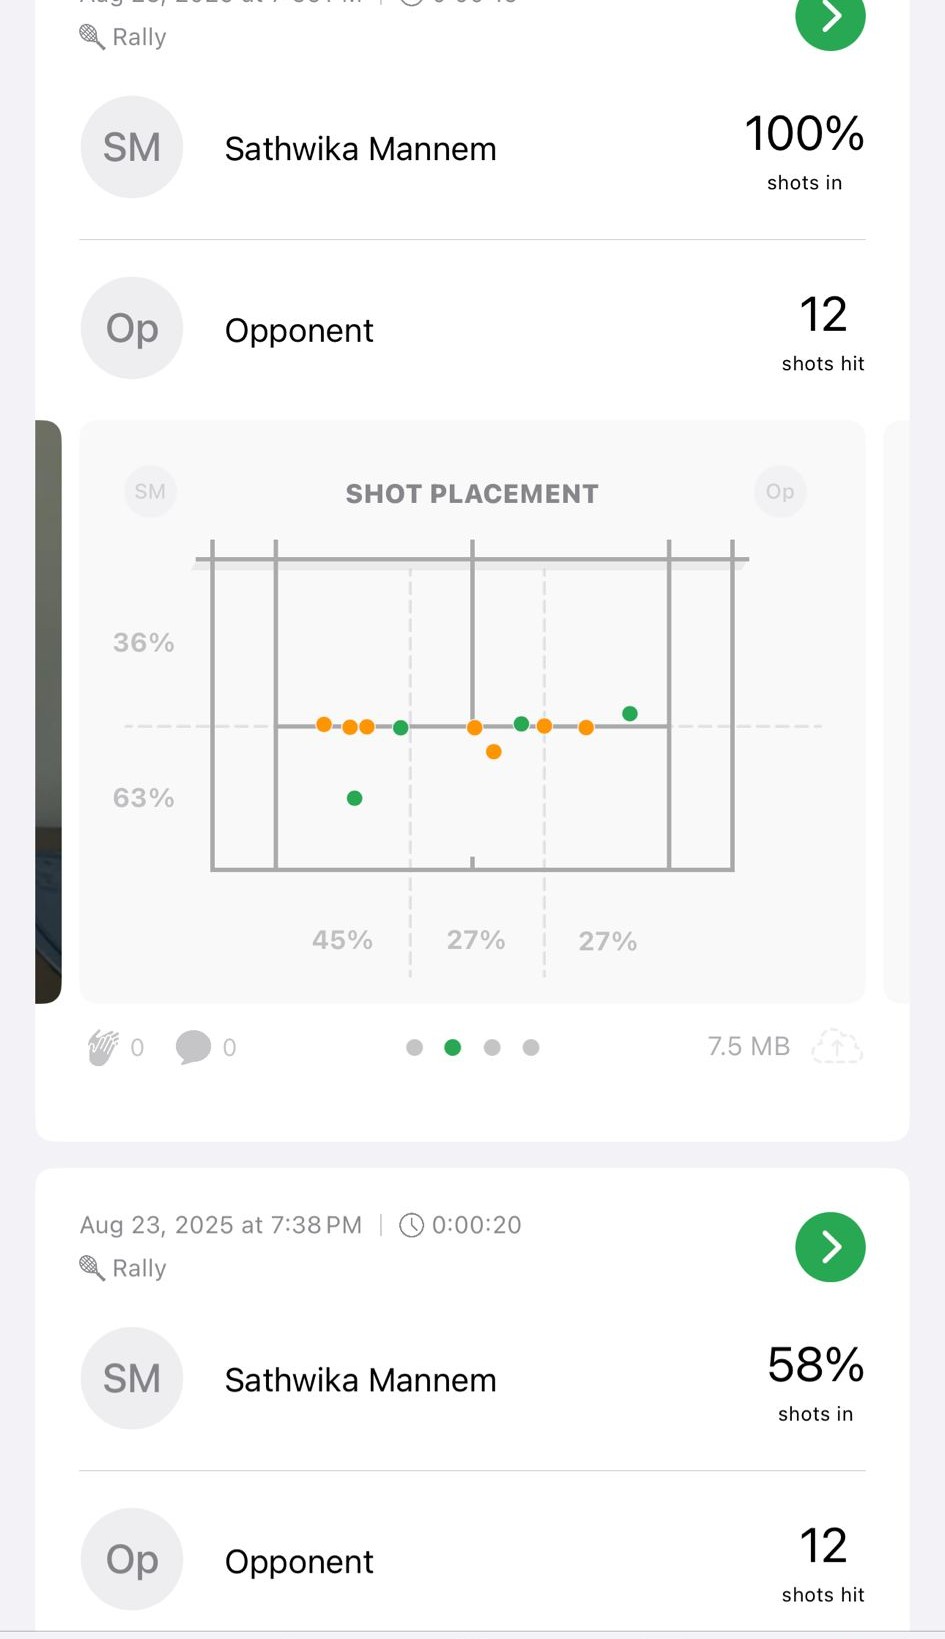 Rally
SM
Sathwika Mannem
100%
shots in
Op
Opponent
12
shots hit
SM
SHOT PLACEMENT
Op
36%
63%
45%
27%
27%
0
0
7.5 MB
Aug 23, 2025 at 7:38 PM | 0:00:20
Rally
SM
Sathwika Mannem
58%
shots in
Op
Opponent
12
shots hit